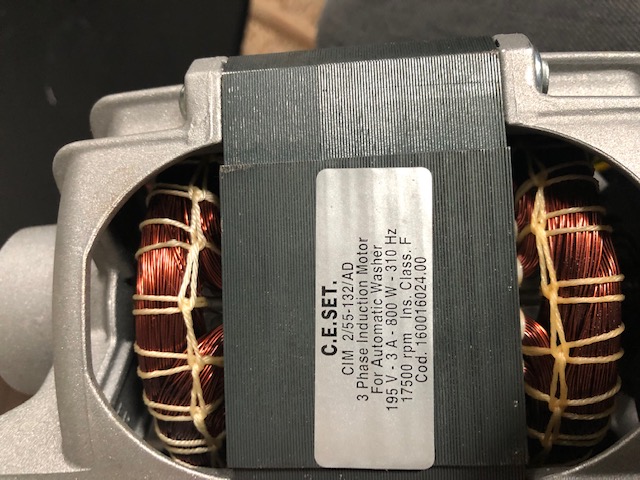 C.E.SET.
CIM 2/55-132/AD
3 Phase Induction Motor
For Automatic Washer
195 V - 3 A - 800 W - 310 Hz
17500 rpm Ins. Class. F
Cod. 160016024.00